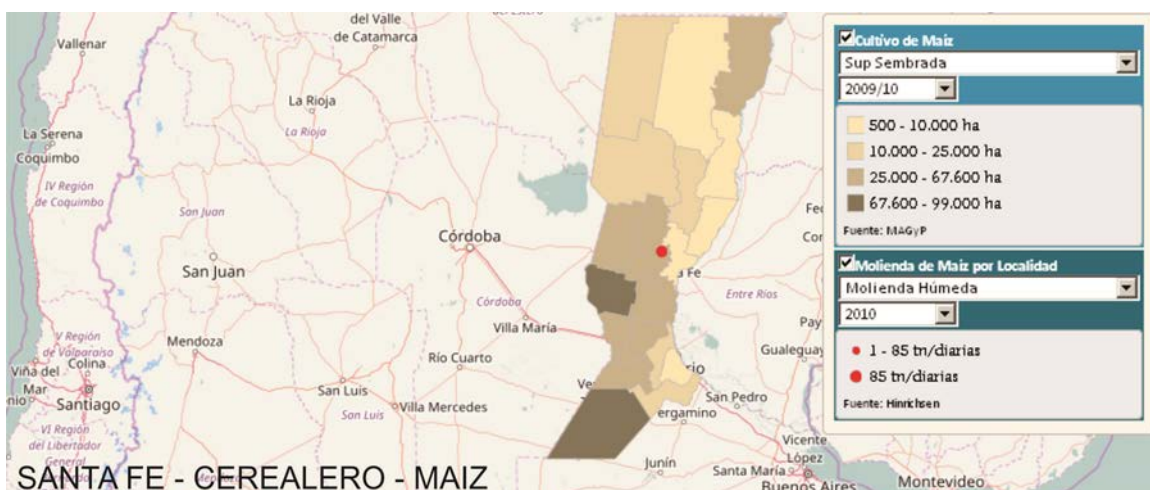 del Valle
de Catamarca
Vallenar
La Rioja
La Rioja
La Serena
Coquimbo
IV Región
de Coquimbo
San Juan
San Juan
Córdoba
Córdoba
a Fe
Entre Ríos
Villa María
V Región
de Valparaíso
Colina
Viña del
Mar
Santiago
VI Región
del Libertador
General
Mendoza
San Luis
San Luis
Río Cuarto
Villa Mercedes
Ve
rio
San Pedro
ergamino
Gualeguay
Pay
Junín
Vicente
López
Santa María
Buenos Aires
Montevideo
SANTA FE - CEREALERO - MAIZ
Cultivo de Maiz
Sup Sembrada
2009/10
500 - 10.000 ha
10.000 - 25.000 ha
25.000 - 67.600 ha
67.600 - 99.000 ha
Fuente: MAGyP
Molienda de Maiz por Localidad
Molienda Húmeda
2010
1 - 85 tn/diarias
85 tn/diarias
Fuente: Hinrichsen